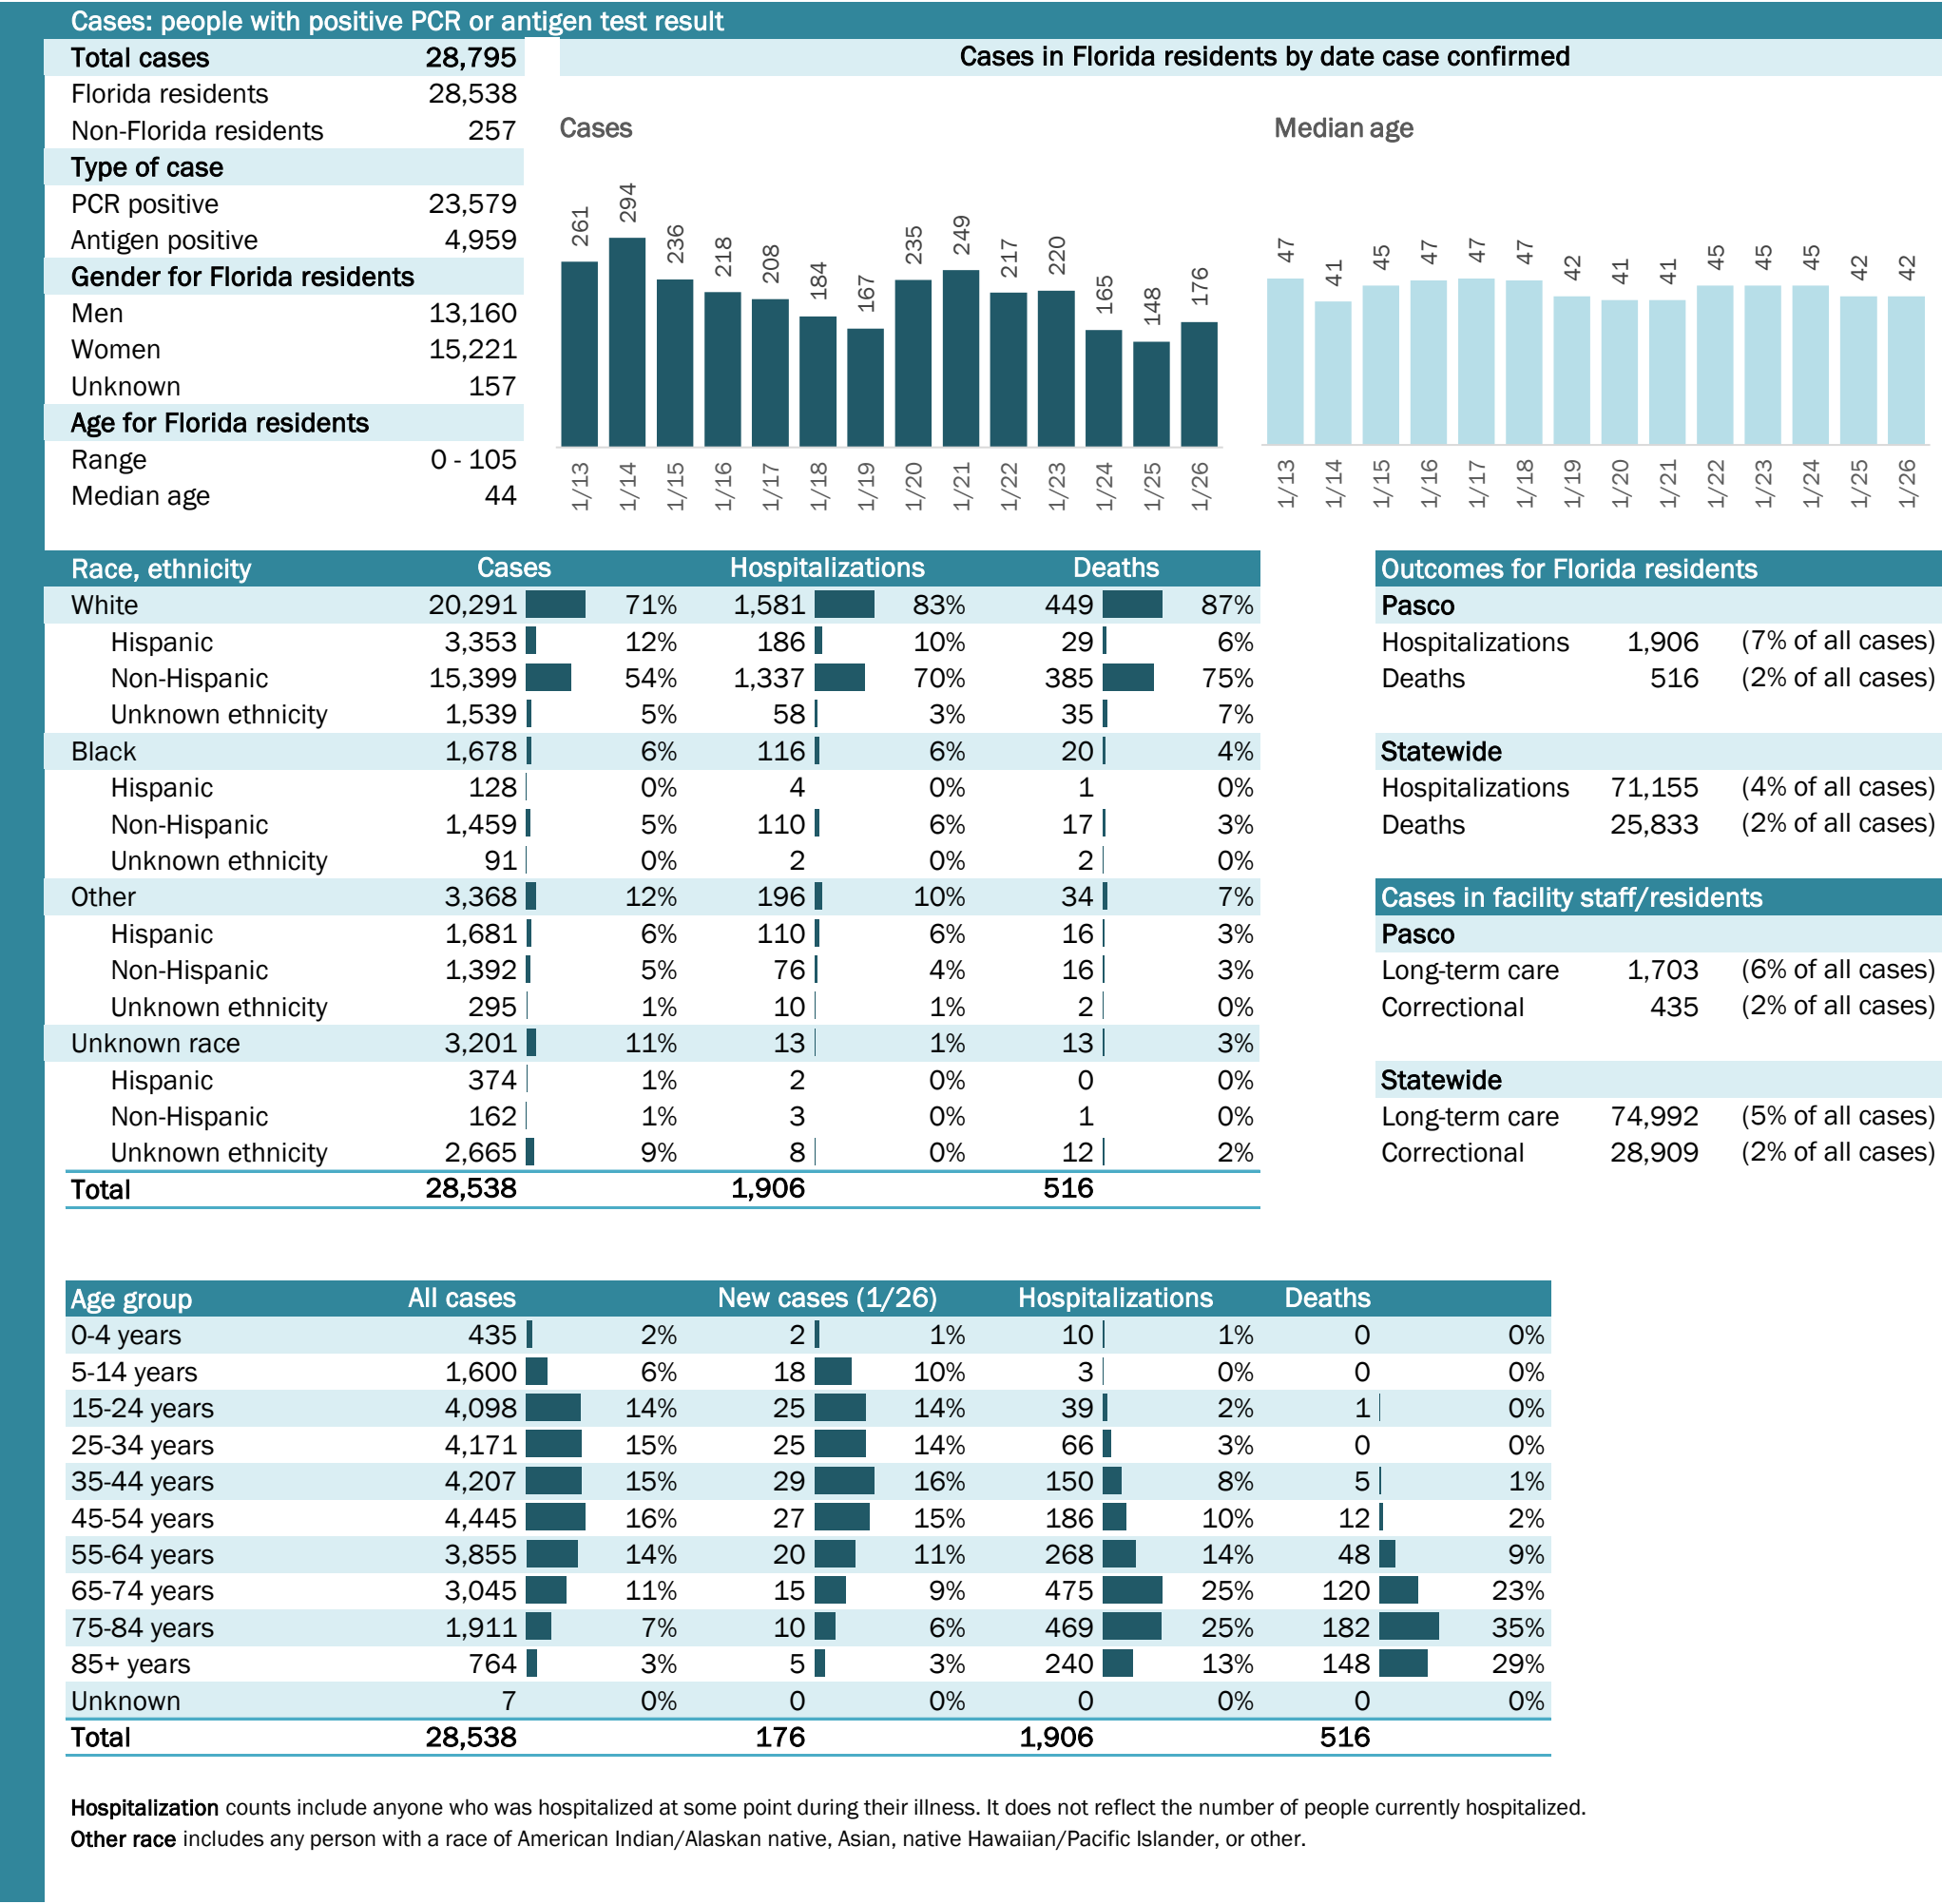 Cases: people with positive PCR or antigen test result
Total cases 28,795
Florida residents 28,538
Non-Florida residents 257
Type of case
PCR positive 23,579
Antigen positive 4,959
Gender for Florida residents
Men 13,160
Women 15,221
Unknown 157
Age for Florida residents
Range 0 - 105
Median age 44
Cases in Florida residents by date case confirmed
Cases
261 294 236 218 208 184 167 235 249 217 220 165 148 176
1/13 1/14 1/15 1/16 1/17 1/18 1/19 1/20 1/21 1/22 1/23 1/24 1/25 1/26
Median age
47 41 45 47 47 47 42 41 41 45 45 45 42 42
1/13 1/14 1/15 1/16 1/17 1/18 1/19 1/20 1/21 1/22 1/23 1/24 1/25 1/26
Race, ethnicity Cases Hospitalizations Deaths
White 20,291 71% 1,581 83% 449 87%
Hispanic 3,353 12% 186 10% 29 6%
Non-Hispanic 15,399 54% 1,337 70% 385 75%
Unknown ethnicity 1,539 5% 58 3% 35 7%
Black 1,678 6% 116 6% 20 4%
Hispanic 128 0% 4 0% 1 0%
Non-Hispanic 1,459 5% 110 6% 17 3%
Unknown ethnicity 91 0% 2 0% 2 0%
Other 3,368 12% 196 10% 34 7%
Hispanic 1,681 6% 110 6% 16 3%
Non-Hispanic 1,392 5% 76 4% 16 3%
Unknown ethnicity 295 1% 10 1% 2 0%
Unknown race 3,201 11% 13 1% 13 3%
Hispanic 374 1% 2 0% 0 0%
Non-Hispanic 162 1% 3 0% 1 0%
Unknown ethnicity 2,665 9% 8 0% 12 2%
Total 28,538 1,906 516
Outcomes for Florida residents
Pasco
Hospitalizations 1,906 (7% of all cases)
Deaths 516 (2% of all cases)
Statewide
Hospitalizations 71,155 (4% of all cases)
Deaths 25,833 (2% of all cases)
Cases in facility staff/residents
Pasco
Long-term care 1,703 (6% of all cases)
Correctional 435 (2% of all cases)
Statewide
Long-term care 74,992 (5% of all cases)
Correctional 28,909 (2% of all cases)
Age group All cases New cases (1/26) Hospitalizations Deaths
0-4 years 435 2% 2 1% 10 1% 0 0%
5-14 years 1,600 6% 18 10% 3 0% 0 0%
15-24 years 4,098 14% 25 14% 39 2% 1 0%
25-34 years 4,171 15% 25 14% 66 3% 0 0%
35-44 years 4,207 15% 29 16% 150 8% 5 1%
45-54 years 4,445 16% 27 15% 186 10% 12 2%
55-64 years 3,855 14% 20 11% 268 14% 48 9%
65-74 years 3,045 11% 15 9% 475 25% 120 23%
75-84 years 1,911 7% 10 6% 469 25% 182 35%
85+ years 764 3% 5 3% 240 13% 148 29%
Unknown 7 0% 0 0% 0 0% 0 0%
Total 28,538 176 1,906 516
Hospitalization counts include anyone who was hospitalized at some point during their illness. It does not reflect the number of people currently hospitalized.
Other race includes any person with a race of American Indian/Alaskan native, Asian, native Hawaiian/Pacific Islander, or other.